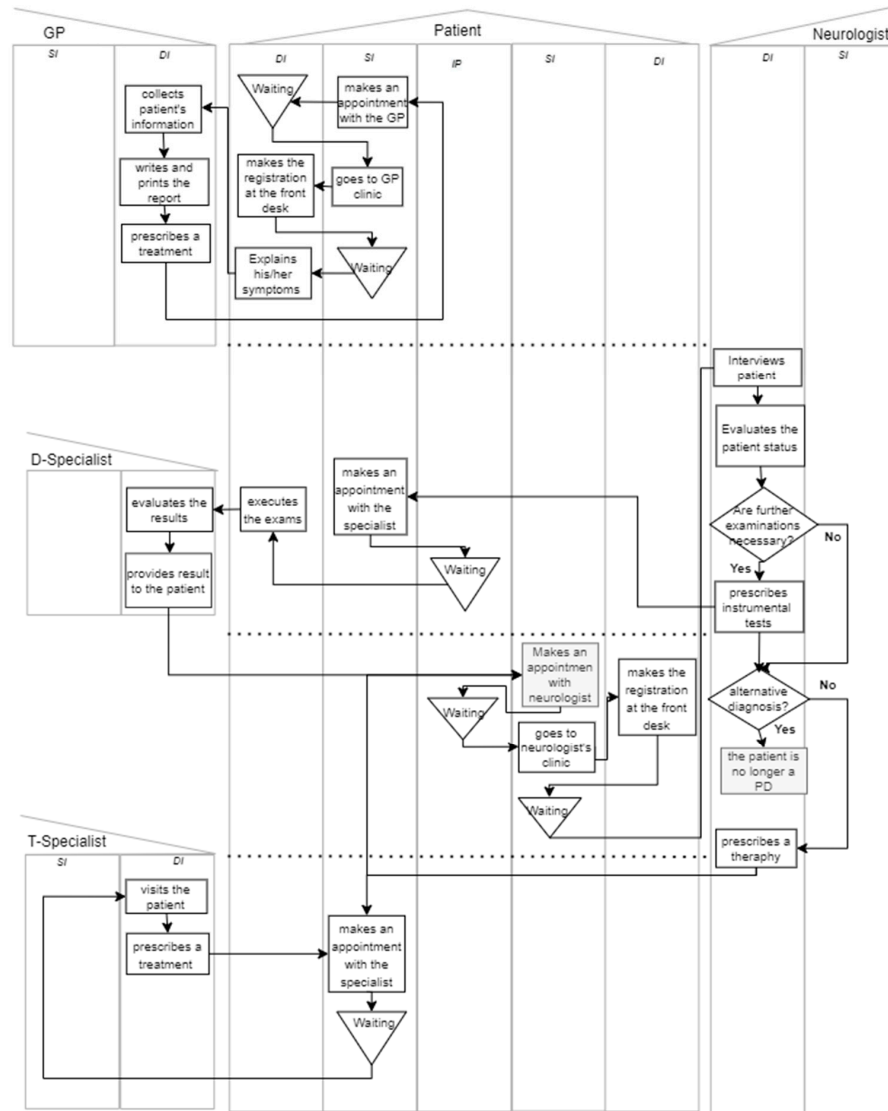 GP
Patient
Neurologist
SI
DI
DI
SI
IP
SI
DI
DI
SI
collects
patient's
information
Waiting
makes an
appointment
with the GP
writes and
prints the
report
makes the
registration
at the front
desk
goes to GP
clinic
prescribes a
treatment
Explains
his/her
symptoms
Waiting
Interviews
patient
Evaluates the
patient status
D-Specialist
evaluates the
results
executes
the exams
makes an
appointment
with the
specialist
Are further
examinations
necessary?
No
Yes
provides result
to the patient
Waiting
prescribes
instrumental
tests
Makes an
appointmen
with
neurologist
makes the
registration
at the front
desk
alternative
diagnosis?
No
Yes
Waiting
goes to
neurologist's
clinic
the patient is
no longer a
PD
Waiting
T-Specialist
SI
DI
prescribes a
theraphy
visits the
patient
prescribes a
treatment
makes an
appointment
with the
specialist
Waiting